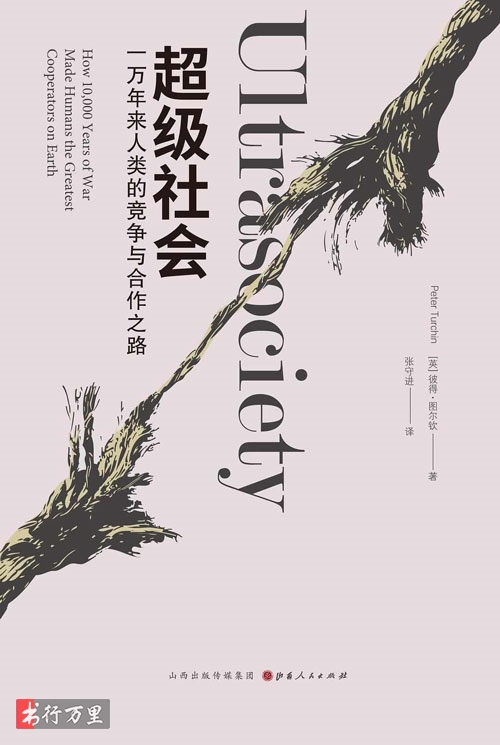 Ultrasociety
超级社会
一万年来人类的竞争与合作之路
How 10,000 Years of War
Made Humans the Greatest
Cooperators on Earth
Peter Turchin
[英] 彼得·图尔钦——著
张守进——译
山西出版传媒集团 山西人民出版社
书行万里